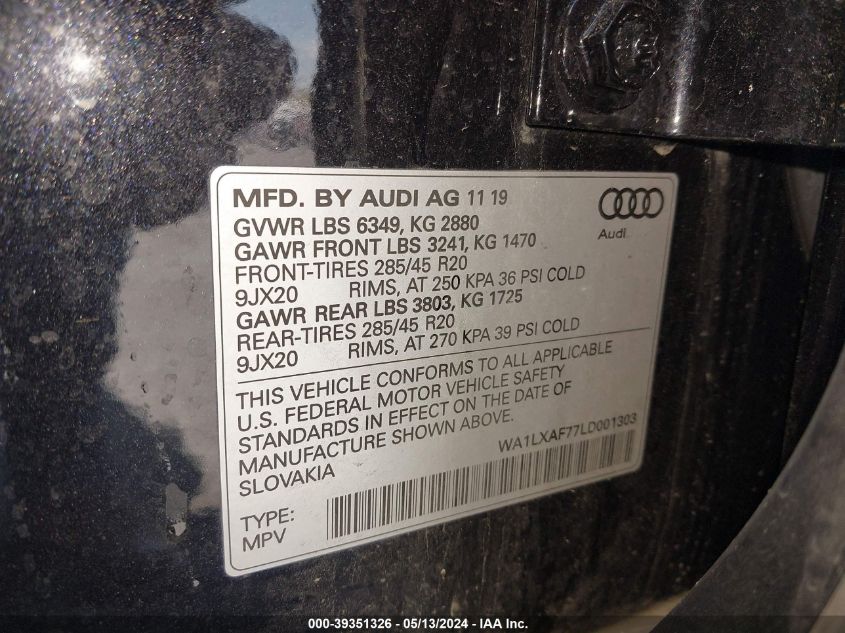 MFD. BY AUDI AG 11 19
GVWR LBS 6349, KG 2880
GAWR FRONT LBS 3241, KG 1470
FRONT-TIRES 285/45 R20
9JX20 RIMS, AT 250 KPA 36 PSI COLD
GAWR REAR LBS 3803, KG 1725
REAR-TIRES 285/45 R20
9JX20 RIMS, AT 270 KPA 39 PSI COLD
Audi
THIS VEHICLE CONFORMS TO ALL APPLICABLE
U.S. FEDERAL MOTOR VEHICLE SAFETY
STANDARDS IN EFFECT ON THE DATE OF
MANUFACTURE SHOWN ABOVE.
SLOVAKIA
WA1LXAF77LD001303
TYPE:
MPV
000-39351326 - 05/13/2024 - IAA Inc.